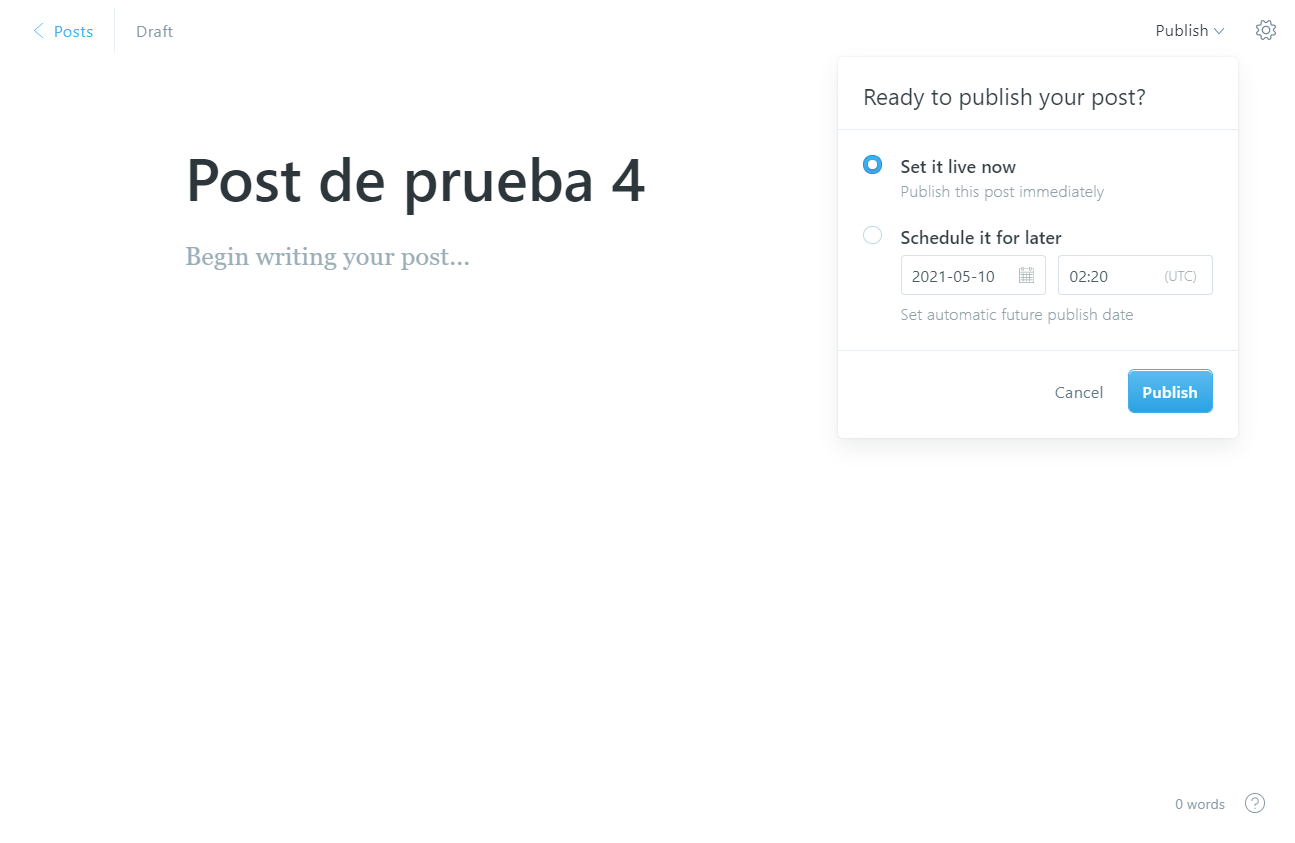 Posts
Draft
Publish
Ready to publish your post?
Set it live now
Publish this post immediately
Schedule it for later
2021-05-10
02:20 (UTC)
Set automatic future publish date
Cancel
Publish
Post de prueba 4
Begin writing your post...
0 words
?